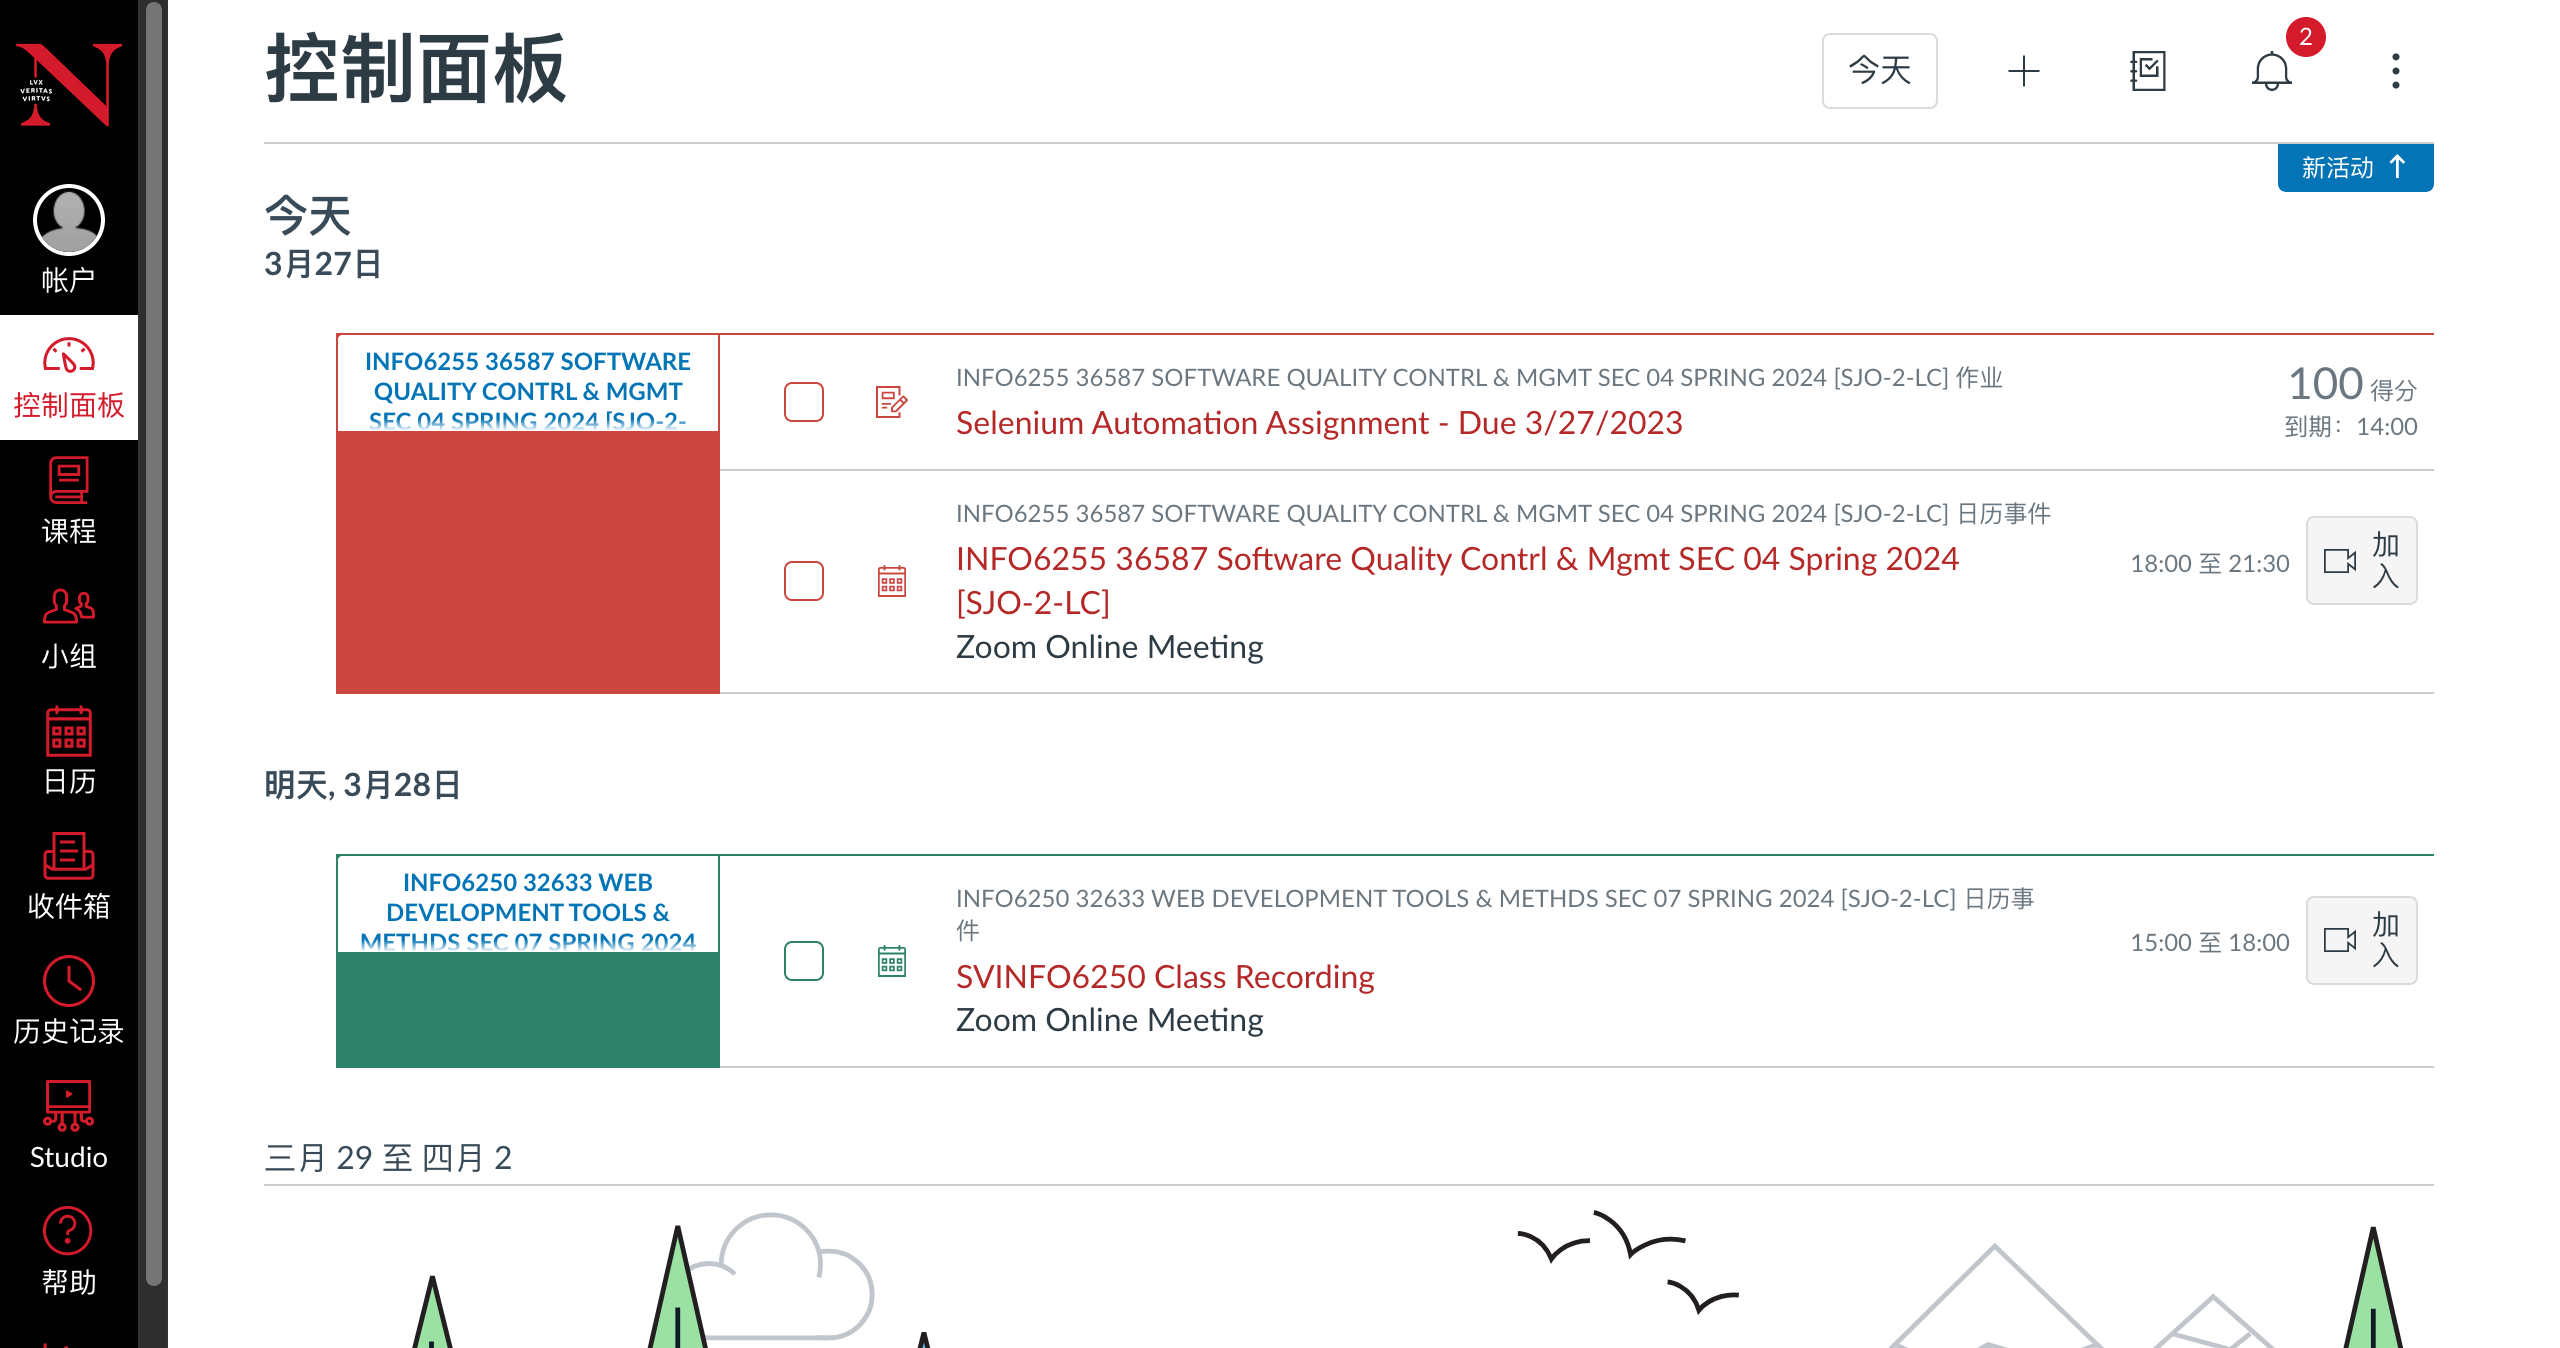 LVX
VERITAS
VIRTVS
帐户
控制面板
课程
小组
日历
收件箱
历史记录
Studio
帮助
控制面板
今天
2
新活动
今天
3月27日
INFO6255 36587 SOFTWARE
QUALITY CONTRL & MGMT
SEC 04 SPRING 2024 [SJO-2-
INFO6255 36587 SOFTWARE QUALITY CONTRL & MGMT SEC 04 SPRING 2024 [SJO-2-LC] 作业
Selenium Automation Assignment - Due 3/27/2023
100 得分
到期： 14:00
INFO6255 36587 SOFTWARE QUALITY CONTRL & MGMT SEC 04 SPRING 2024 [SJO-2-LC] 日历事件
INFO6255 36587 Software Quality Contrl & Mgmt SEC 04 Spring 2024
[SJO-2-LC]
Zoom Online Meeting
18:00 至 21:30
加
入
明天, 3月28日
INFO6250 32633 WEB
DEVELOPMENT TOOLS &
METHDS SEC 07 SPRING 2024
INFO6250 32633 WEB DEVELOPMENT TOOLS & METHDS SEC 07 SPRING 2024 [SJO-2-LC] 日历事
件
SVINFO6250 Class Recording
Zoom Online Meeting
15:00 至 18:00
加
入
三月 29 至 四月 2